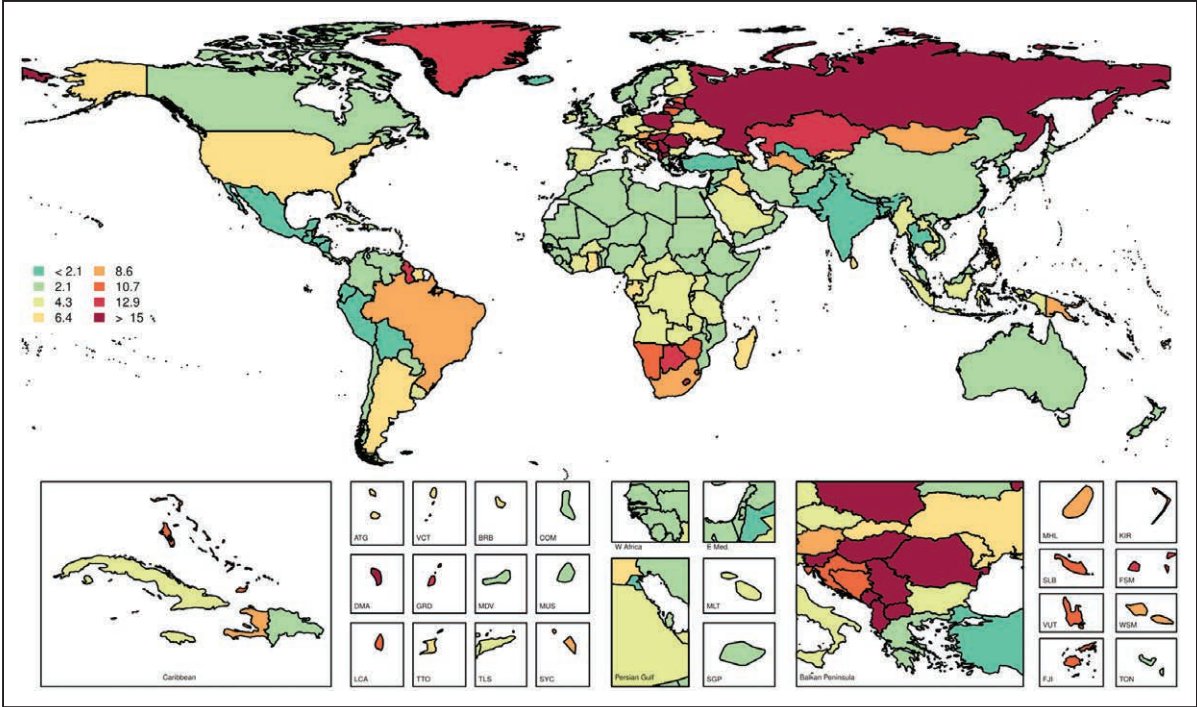 < 2.1 8.6
2.1 10.7
4.3 12.9
6.4 > 15
Caribbean
ATG VCT BRB COM
DMA GRD MDV MUS
LCA TTO TLS SYC
W Africa E Med.
Persian Gulf
MLT
SGP
Balkan Peninsula
MHL KIR
SLB FSM
VUT WSM
FJI TON